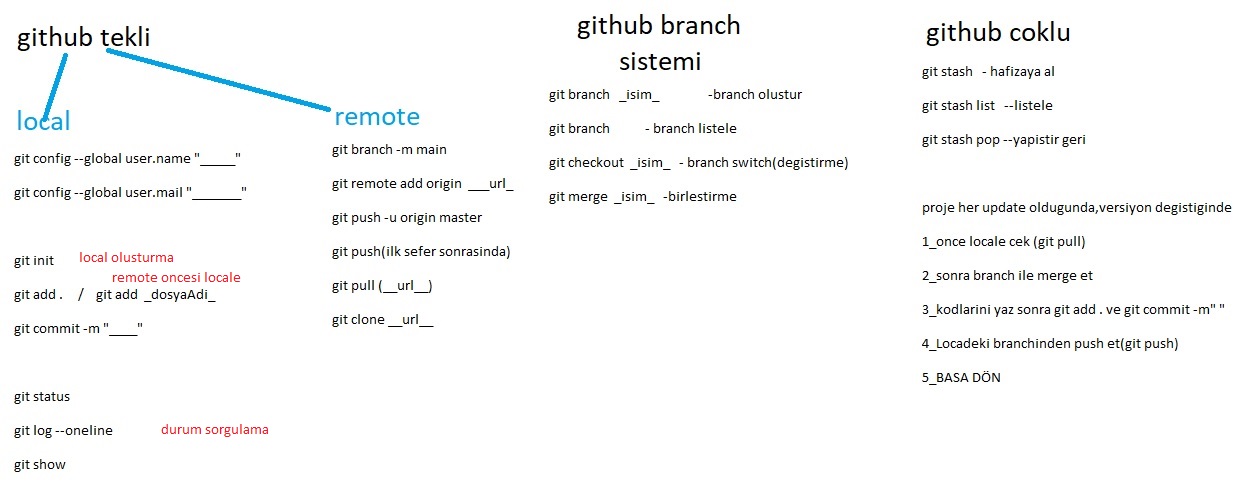 github tekli
local
git config --global user.name "_____"
git config --global user.mail "_______"
git init local olusturma
remote oncesi locale
git add . / git add _dosyaAdi_
git commit -m "____"
git status
git log --oneline durum sorgulama
git show
remote
git branch -m main
git remote add origin ___url_
git push -u origin master
git push(ilk sefer sonrasinda)
git pull (__url__)
git clone __url__
github branch
sistemi
git branch _isim_ -branch olustur
git branch - branch listele
git checkout _isim_ - branch switch(degistirme)
git merge _isim_ -birlestirme
github coklu
git stash - hafizaya al
git stash list --listele
git stash pop --yapistir geri
proje her update oldugunda,versiyon degistiginde
1_once locale cek (git pull)
2_sonra branch ile merge et
3_kodlarini yaz sonra git add . ve git commit -m" "
4_Locadeki branchinden push et(git push)
5_BASA DÖN